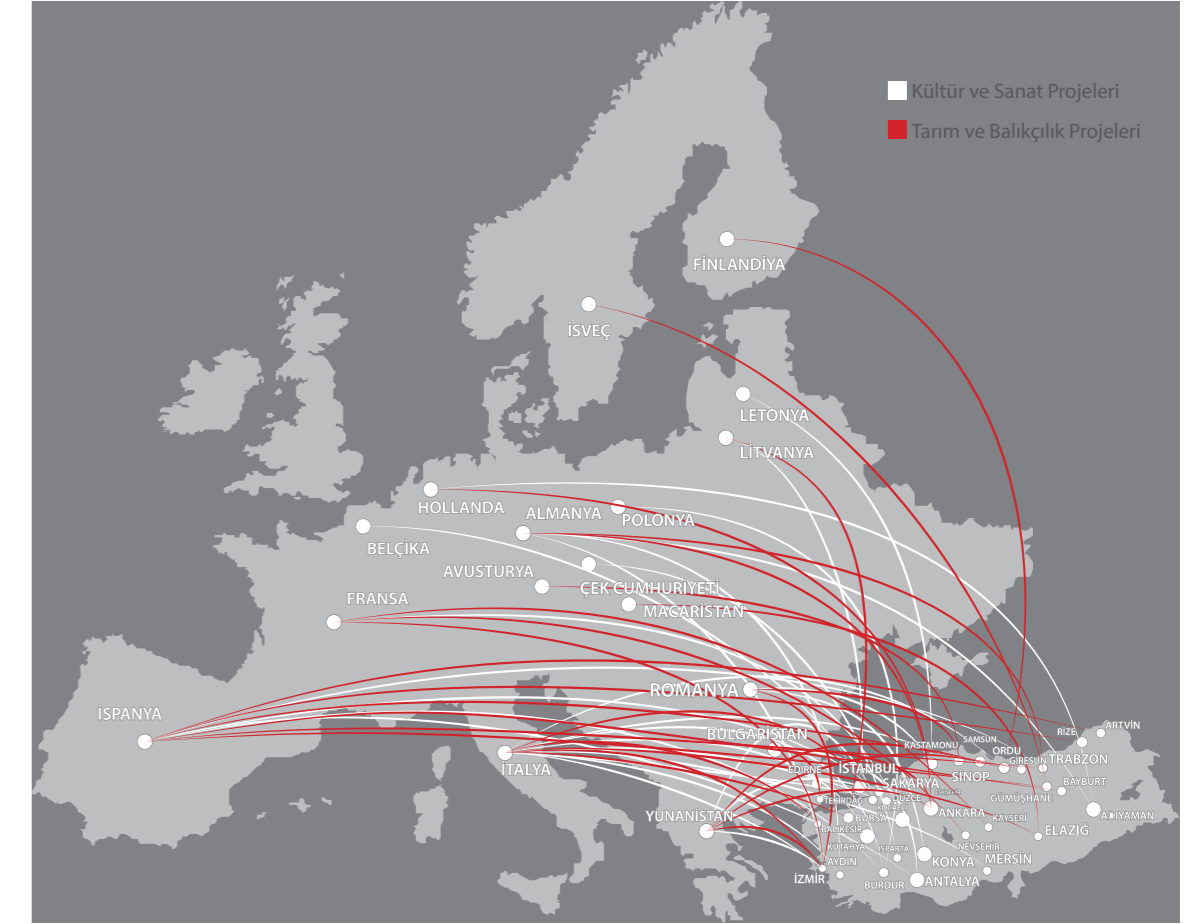 Kültür ve Sanat Projeleri
Tarım ve Balıkçılık Projeleri
FİNLANDİYA
İSVEÇ
LETONYA
LİTVANYA
HOLLANDA
ALMANYA
POLONYA
BELÇİKA
AVUSTURYA
ÇEK CUMHURİYETİ
FRANSA
MACARİSTAN
ROMANYA
İSPANYA
BULGARİSTAN
İTALYA
YUNANİSTAN
ARTVİN
RİZE
SAMSUN
KASTAMONU
ORDU
GİRESUN
TRABZON
EDİRNE
İSTANBUL
SİNOP
SAKARYA
BAYBURT
GÜMÜŞHANE
TEKİRDAĞ
DÜZCE
KOCAELİ
BURSA
ANKARA
KAYSERİ
ADIYAMAN
BALIKESİR
ELAZIĞ
KÜTAHYA
ISPARTA
NEVŞEHİR
AYDIN
KONYA
MERSİN
İZMİR
BURDUR
ANTALYA